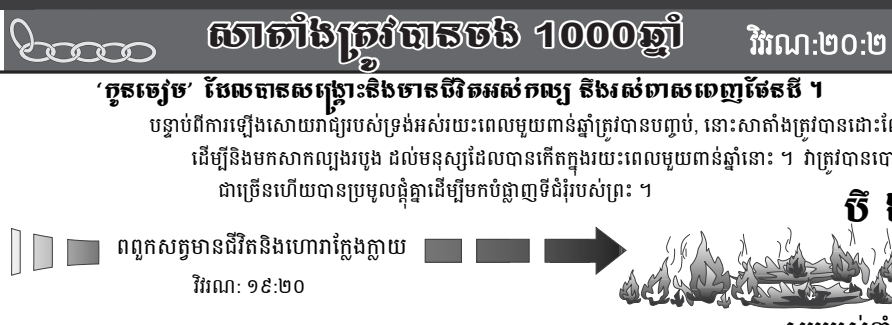 សាតាំងត្រូវបានចង 1000ឆ្នាំ
វិវរណ:២០:២
‘កូនចៀម’ ដែលបានសង្គ្រោះនិងមានជីវិតអស់កល្ប និងរស់ពាសពេញផែនដី ។
បន្ទាប់ពីការឡើងសោយរាជ្យរបស់ទ្រង់អស់រយះពេលមួយពាន់ឆ្នាំត្រូវបានបញ្ចប់, នោះសាតាំងត្រូវបានដោះលែ
ដើម្បីនិងមកសាកល្បងរបូង ដល់មនុស្សដែលបានកើតក្នុងរយះពេលមួយពាន់ឆ្នាំនោះ ។ វាត្រូវបានបោ
ជាច្រើនហើយបានប្រមូលផ្តុំគ្នាដើម្បីមកបំផ្លាញទីជំរុំរបស់ព្រះ ។
បឹ
ពពួកសត្វមានជីវិតនិងហោរាក្លែងក្លាយ
វិវរណ: ១៩:២០